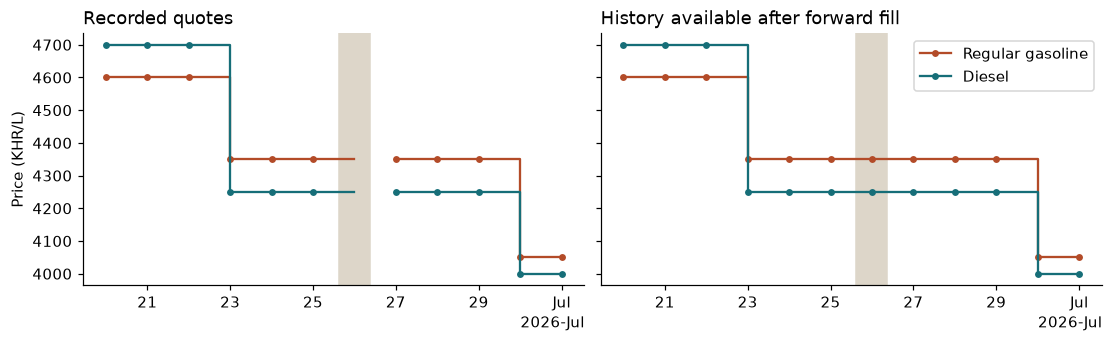 Recorded quotes
Price (KHR/L)
4700
4600
4500
4400
4300
4200
4100
4000
21
23
25
27
29
Jul
2026-Jul
History available after forward fill
Regular gasoline
Diesel
21
23
25
27
29
Jul
2026-Jul